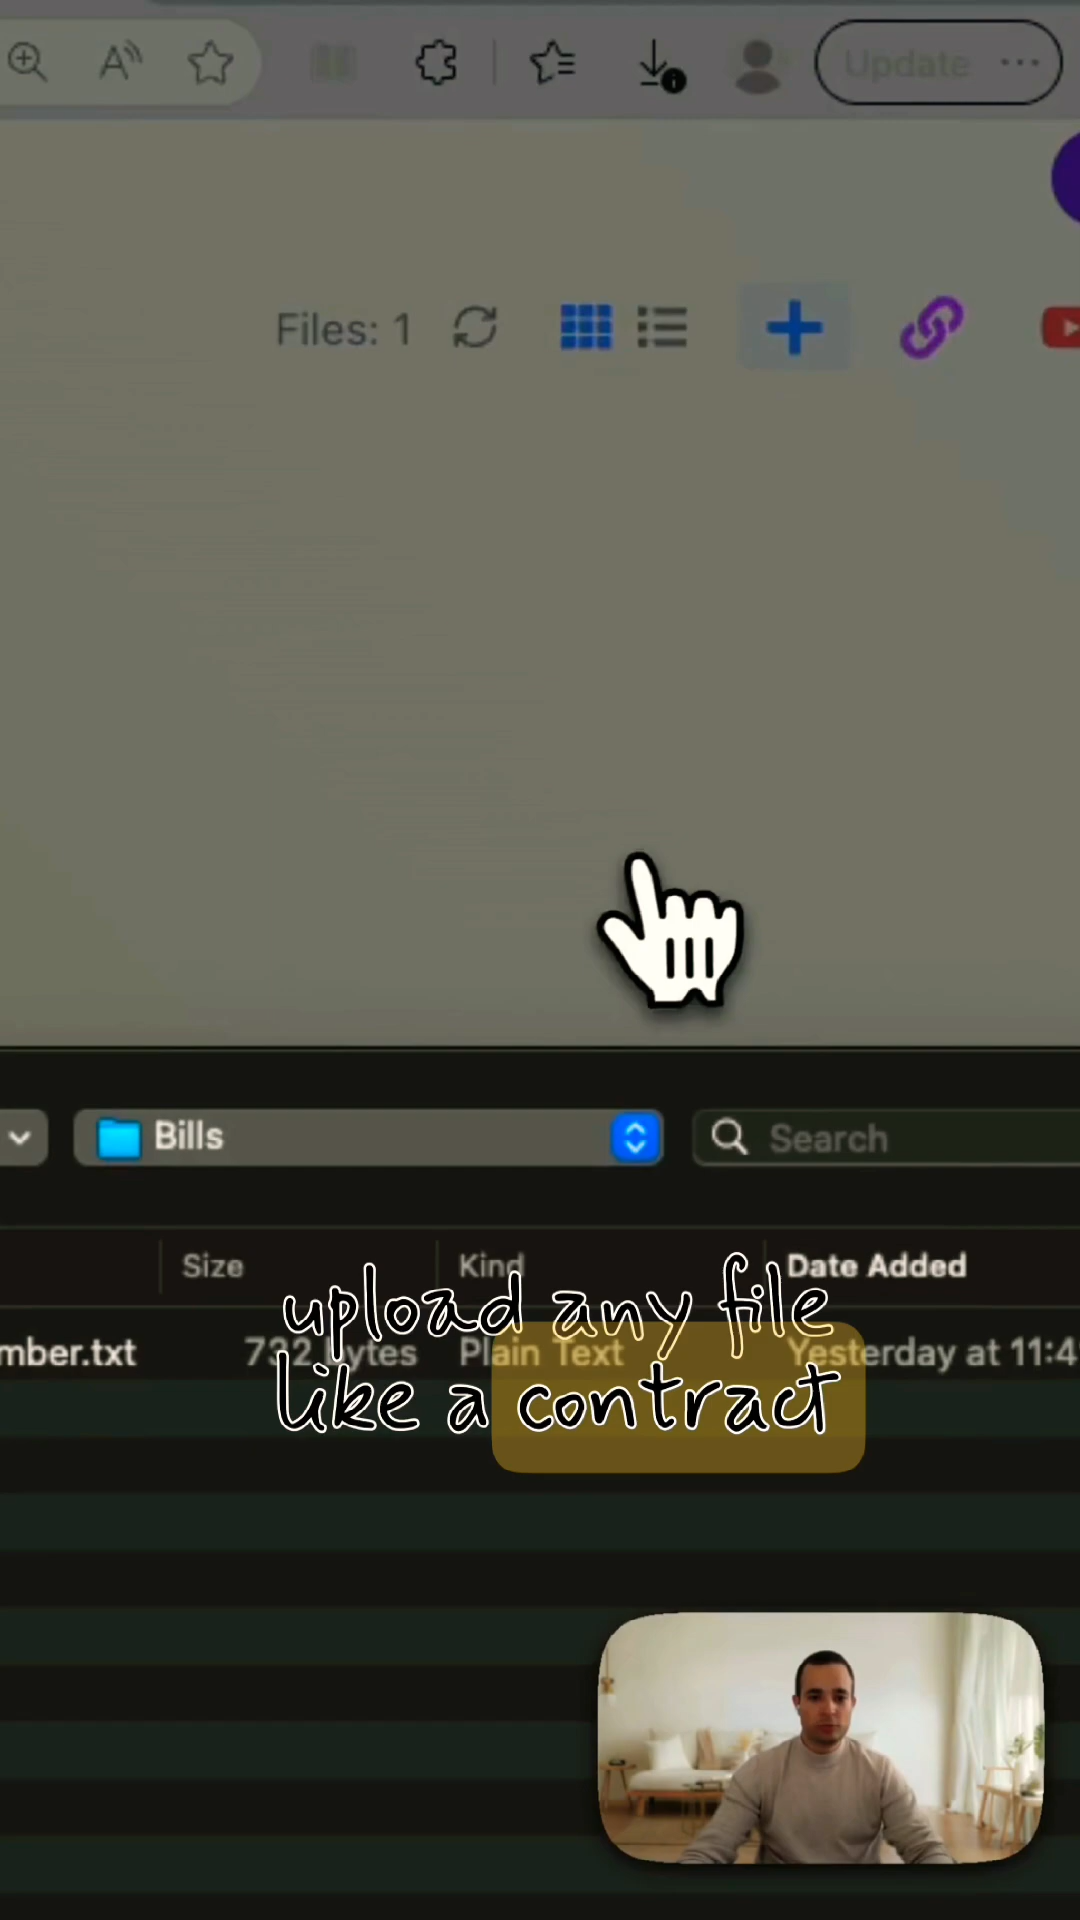 Update
Files: 1
Bills
Search
Size Kind Date Added
upload any file
mber.txt 732 bytes Plain Text Yesterday at 11:4
like a contract